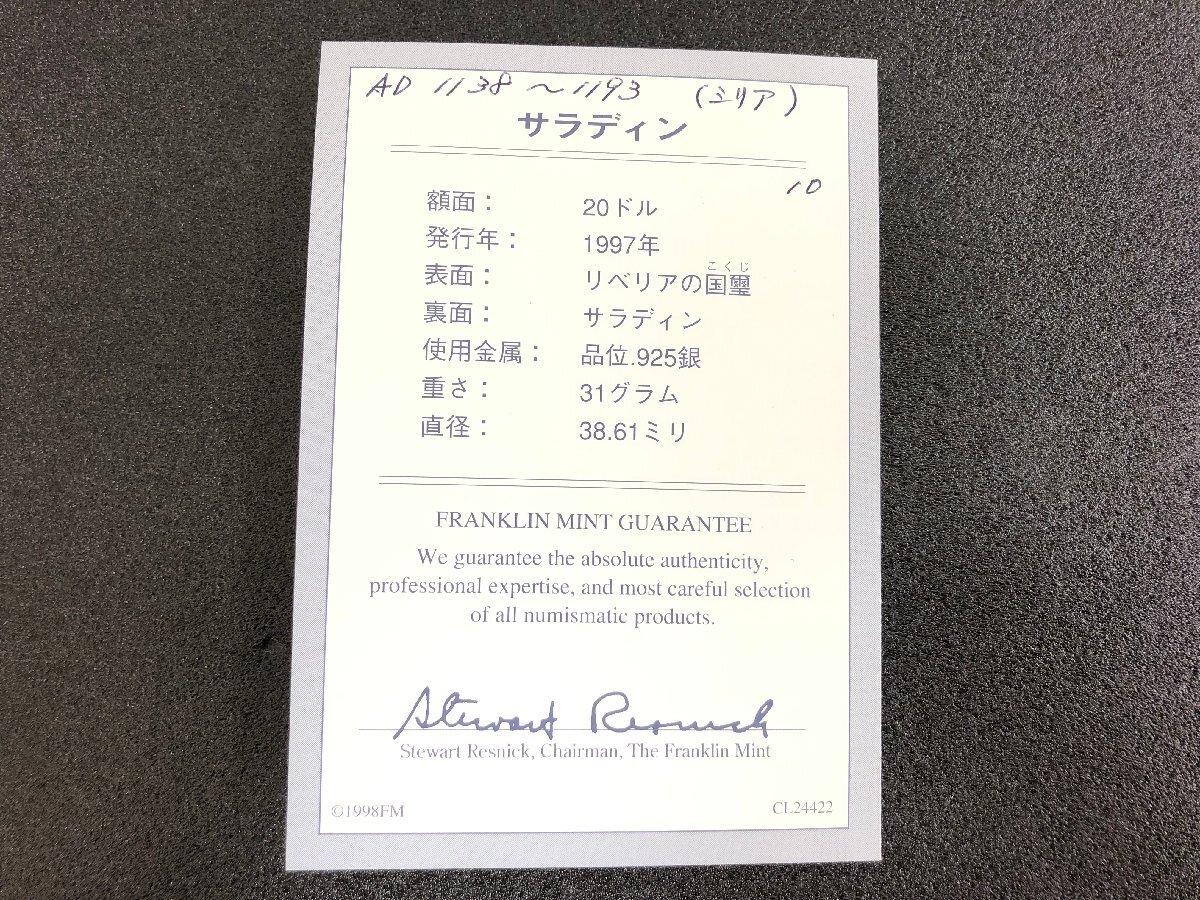 AD 1138～1193 (シリア)
サラディン
10
額面： 20ドル
発行年： 1997年
こくじ
表面： リベリアの国璽
裏面： サラディン
使用金属： 品位.925銀
重さ： 31グラム
直径： 38.61ミリ
FRANKLIN MINT GUARANTEE
We guarantee the absolute authenticity,
professional expertise, and most careful selection
of all numismatic products.
Stewart Resnick
Stewart Resnick, Chairman, The Franklin Mint
©1998FM CL24422